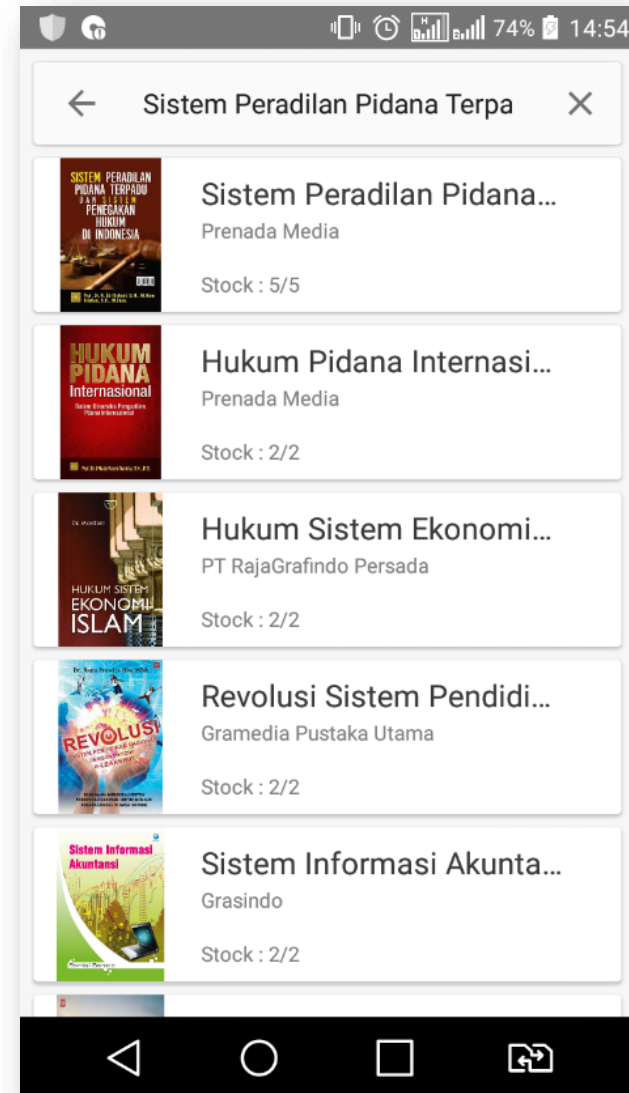 74% 14:54
Sistem Peradilan Pidana Terpa
SISTEM PERADILAN
PIDANA TERPADU
DAN SISTEM
PENEGAKAN
HUKUM
DI INDONESIA
Sistem Peradilan Pidana...
Prenada Media
Stock : 5/5
HUKUM
PIDANA
Internasional
Hukum Pidana Internasi...
Prenada Media
Stock : 2/2
HUKUM SISTEM
EKONOMI
ISLAM
Hukum Sistem Ekonomi...
PT RajaGrafindo Persada
Stock : 2/2
REVOLUSI
Revolusi Sistem Pendidi...
Gramedia Pustaka Utama
Stock : 2/2
Sistem Informasi
Akuntansi
Sistem Informasi Akunta...
Grasindo
Stock : 2/2